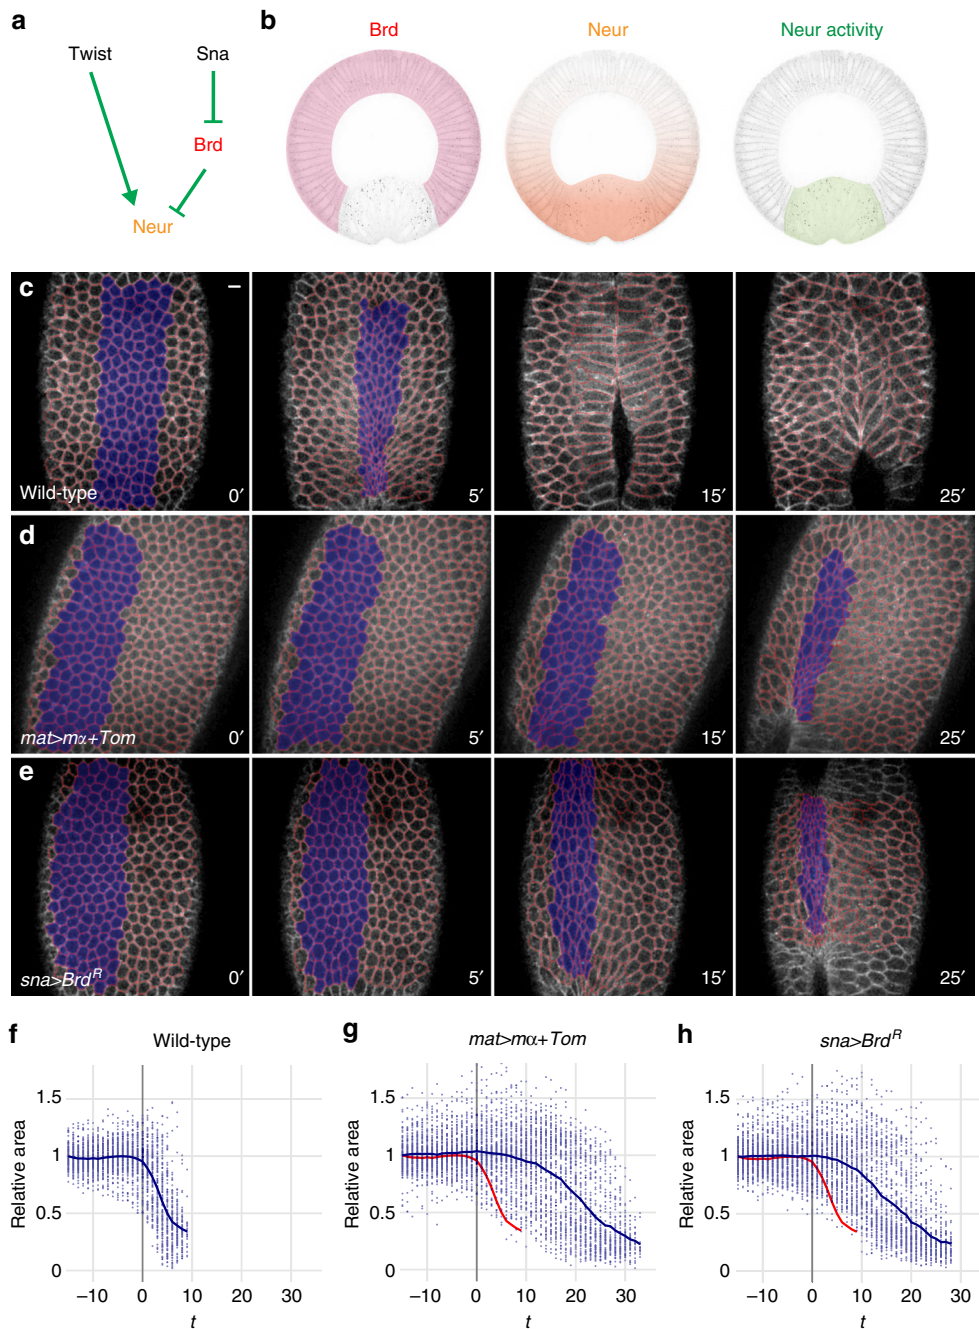 a
Twist
Sna
Brd
Neur
b
Brd
Neur
Neur activity
c
Wild-type
0′
5′
15′
25′
d
mat>mα+Tom
0′
5′
15′
25′
e
sna>Brd^R
0′
5′
15′
25′
f
Wild-type
Relative area
1.5
1
0.5
0
–10
0
10
20
30
t
g
mat>mα+Tom
Relative area
1.5
1
0.5
0
–10
0
10
20
30
t
h
sna>Brd^R
Relative area
1.5
1
0.5
0
–10
0
10
20
30
t